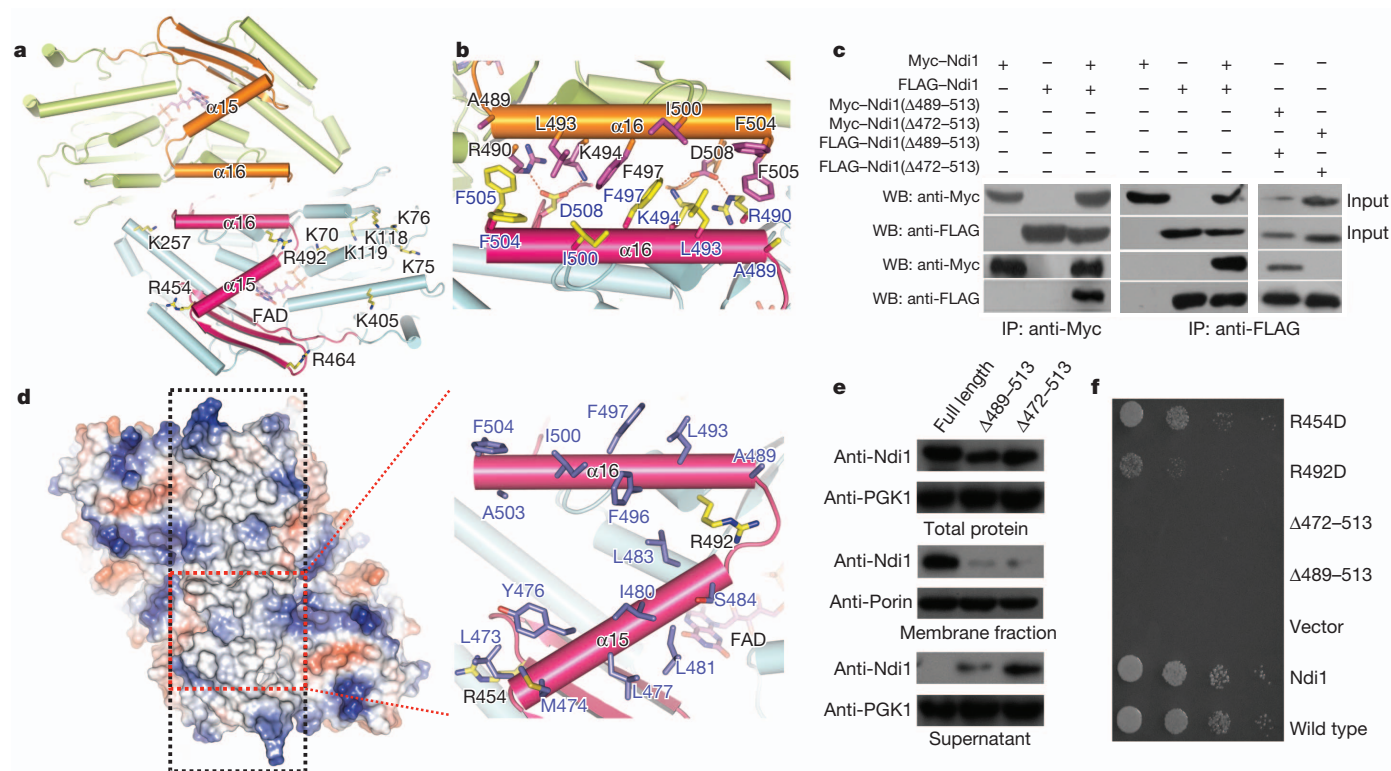 a
α15
α16
α16
K257
R492
K70
K119
K118
K76
K75
R454
α15
FAD
K405
R464
b
A489
L493
α16
I500
F504
R490
K494
F497
D508
F505
F505
D508
F497
K494
R490
F504
I500
α16
L493
A489
c
Myc–Ndi1 + – + + – + – –
FLAG–Ndi1 – + + – + + – –
Myc–Ndi1(Δ489–513) – – – – – – + –
Myc–Ndi1(Δ472–513) – – – – – – – +
FLAG–Ndi1(Δ489–513) – – – – – – + –
FLAG–Ndi1(Δ472–513) – – – – – – – +
WB: anti-Myc Input
WB: anti-FLAG Input
WB: anti-Myc
WB: anti-FLAG
IP: anti-Myc IP: anti-FLAG
d
F504
I500
F497
L493
α16
A489
A503
F496
R492
L483
Y476
I480
S484
α15
FAD
L473
L481
R454
M474
L477
e
Full length
Δ489–513
Δ472–513
Anti-Ndi1
Anti-PGK1
Total protein
Anti-Ndi1
Anti-Porin
Membrane fraction
Anti-Ndi1
Anti-PGK1
Supernatant
f
R454D
R492D
Δ472–513
Δ489–513
Vector
Ndi1
Wild type